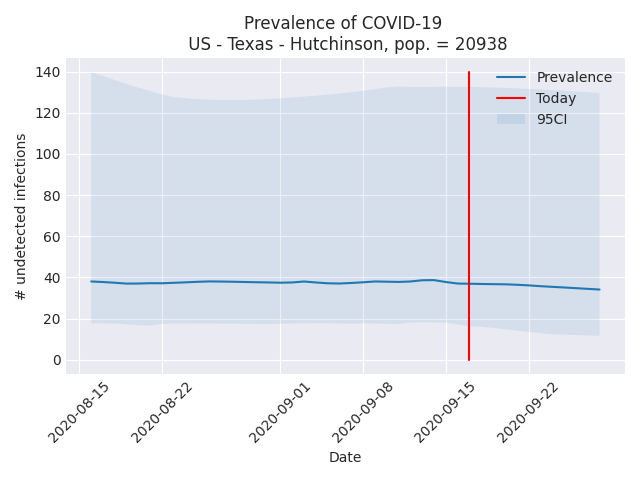 Prevalence of COVID-19
US - Texas - Hutchinson, pop. = 20938
140
120
100
80
60
40
20
0
# undetected infections
Prevalence
Today
95CI
2020-08-15
2020-08-22
2020-09-01
2020-09-08
2020-09-15
2020-09-22
Date